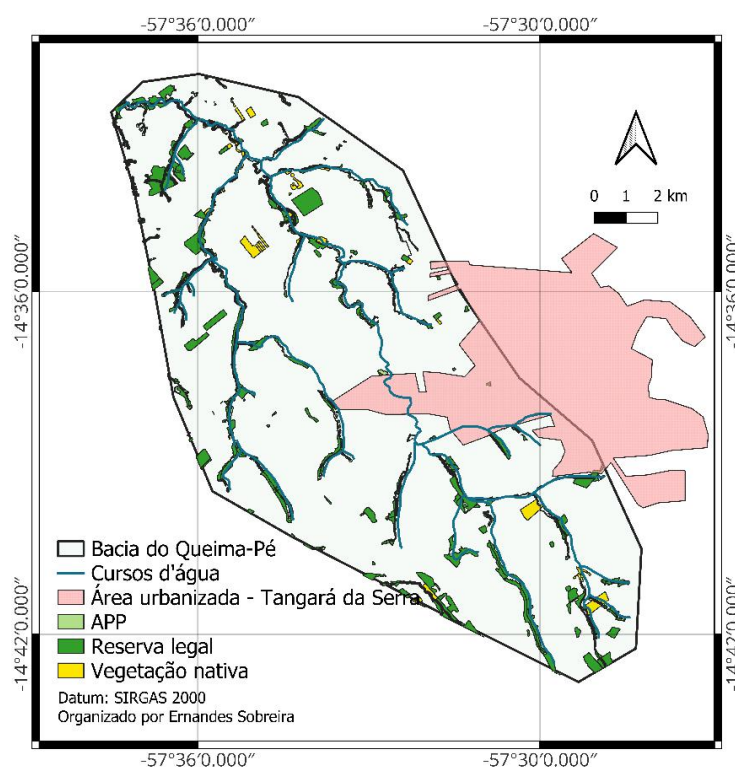 -57°36'0.000″ -57°30'0.000″
0 1 2 km
-14°36'0.000″ -14°36'0.000″
Bacia do Queima-Pé
Cursos d'água
Área urbanizada - Tangará da Serra
APP
Reserva legal
Vegetação nativa
-14°42'0.000″ -14°42'0.000″
Datum: SIRGAS 2000
Organizado por Ernandes Sobreira
-57°36'0.000″ -57°30'0.000″